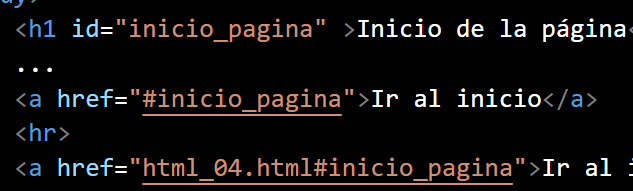 <h1 id="inicio_pagina" >Inicio de la página
...
<a href="#inicio_pagina">Ir al inicio</a>
<hr>
<a href="html_04.html#inicio_pagina">Ir al